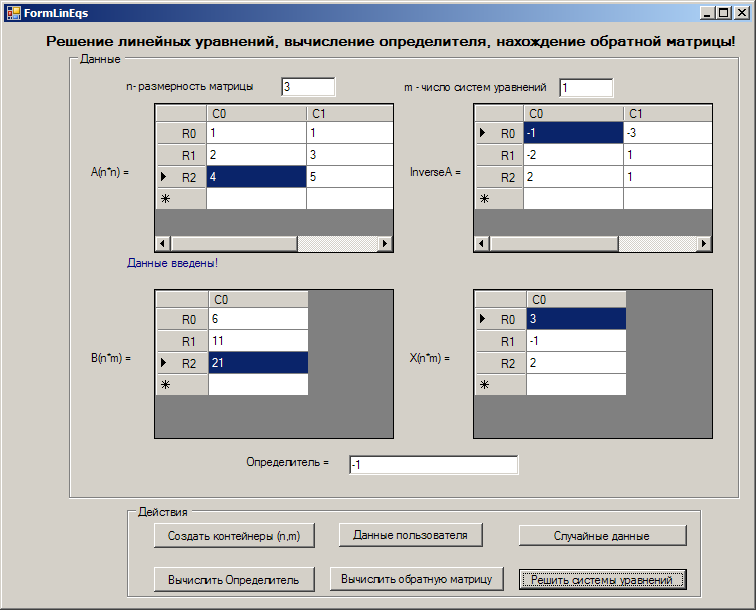 FormLinEqs
Решение линейных уравнений, вычисление определителя, нахождение обратной матрицы!
Данные
n- размерность матрицы 3 m - число систем уравнений 1
A(n*n) =
C0 C1
R0 1 1
R1 2 3
R2 4 5
InverseA =
C0 C1
R0 -1 -3
R1 -2 1
R2 2 1
Данные введены!
B(n*m) =
C0
R0 6
R1 11
R2 21
X(n*m) =
C0
R0 3
R1 -1
R2 2
Определитель = -1
Действия
Создать контейнеры (n,m) Данные пользователя Случайные данные
Вычислить Определитель Вычислить обратную матрицу Решить системы уравнений